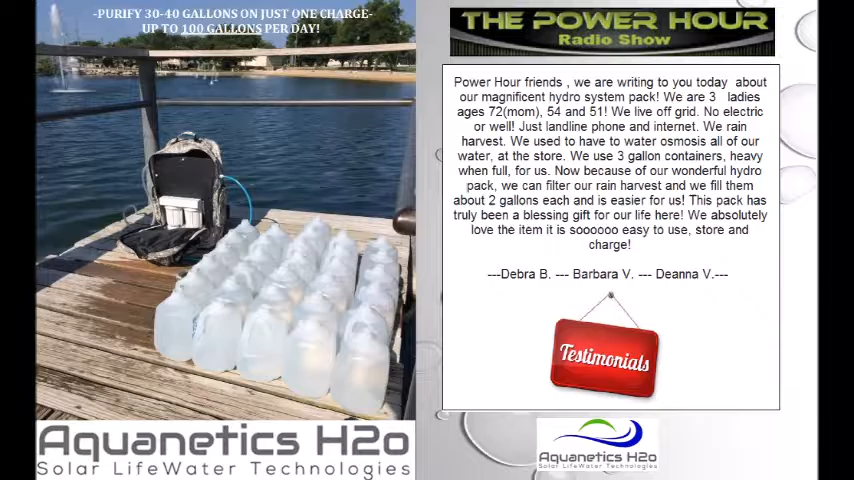 -PURIFY 30-40 GALLONS ON JUST ONE CHARGE-
UP TO 100 GALLONS PER DAY!
Aquanetics H2o
Solar LifeWater Technologies
THE POWER HOUR
Radio Show
Power Hour friends , we are writing to you today about
our magnificent hydro system pack! We are 3 ladies
ages 72(mom), 54 and 51! We live off grid. No electric
or well! Just landline phone and internet. We rain
harvest. We used to have to water osmosis all of our
water, at the store. We use 3 gallon containers, heavy
when full, for us. Now because of our wonderful hydro
pack, we can filter our rain harvest and we fill them
about 2 gallons each and is easier for us! This pack has
truly been a blessing gift for our life here! We absolutely
love the item it is soooooo easy to use, store and
charge!
---Debra B. --- Barbara V. --- Deanna V.---
Testimonials
Aquanetics H2o
Solar LifeWater Technologies